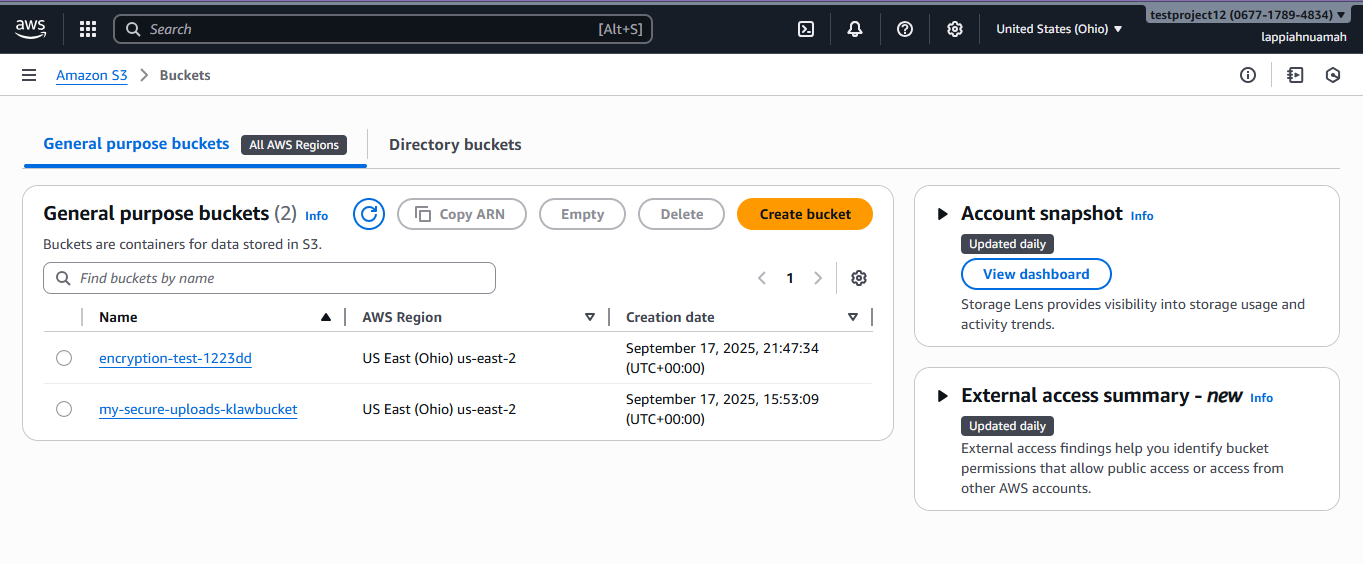 aws
Search [Alt+S]
United States (Ohio)
testproject12 (0677-1789-4834)
lappiahnuamah
Amazon S3 Buckets
General purpose buckets All AWS Regions
Directory buckets
General purpose buckets (2) Info
Copy ARN
Empty
Delete
Create bucket
Buckets are containers for data stored in S3.
Find buckets by name
1
Name AWS Region Creation date
encryption-test-1223dd US East (Ohio) us-east-2 September 17, 2025, 21:47:34
(UTC+00:00)
my-secure-uploads-klawbucket US East (Ohio) us-east-2 September 17, 2025, 15:53:09
(UTC+00:00)
Account snapshot Info
Updated daily
View dashboard
Storage Lens provides visibility into storage usage and
activity trends.
External access summary - new Info
Updated daily
External access findings help you identify bucket
permissions that allow public access or access from
other AWS accounts.